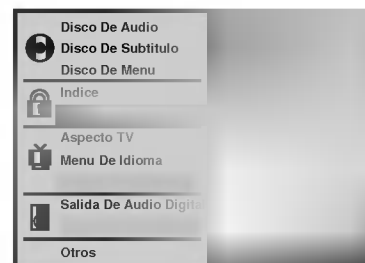 Disco De Audio
Disco De Subtitulo
Disco De Menu
Indice
Aspecto TV
Menu De Idioma
Salida De Audio Digital
Otros